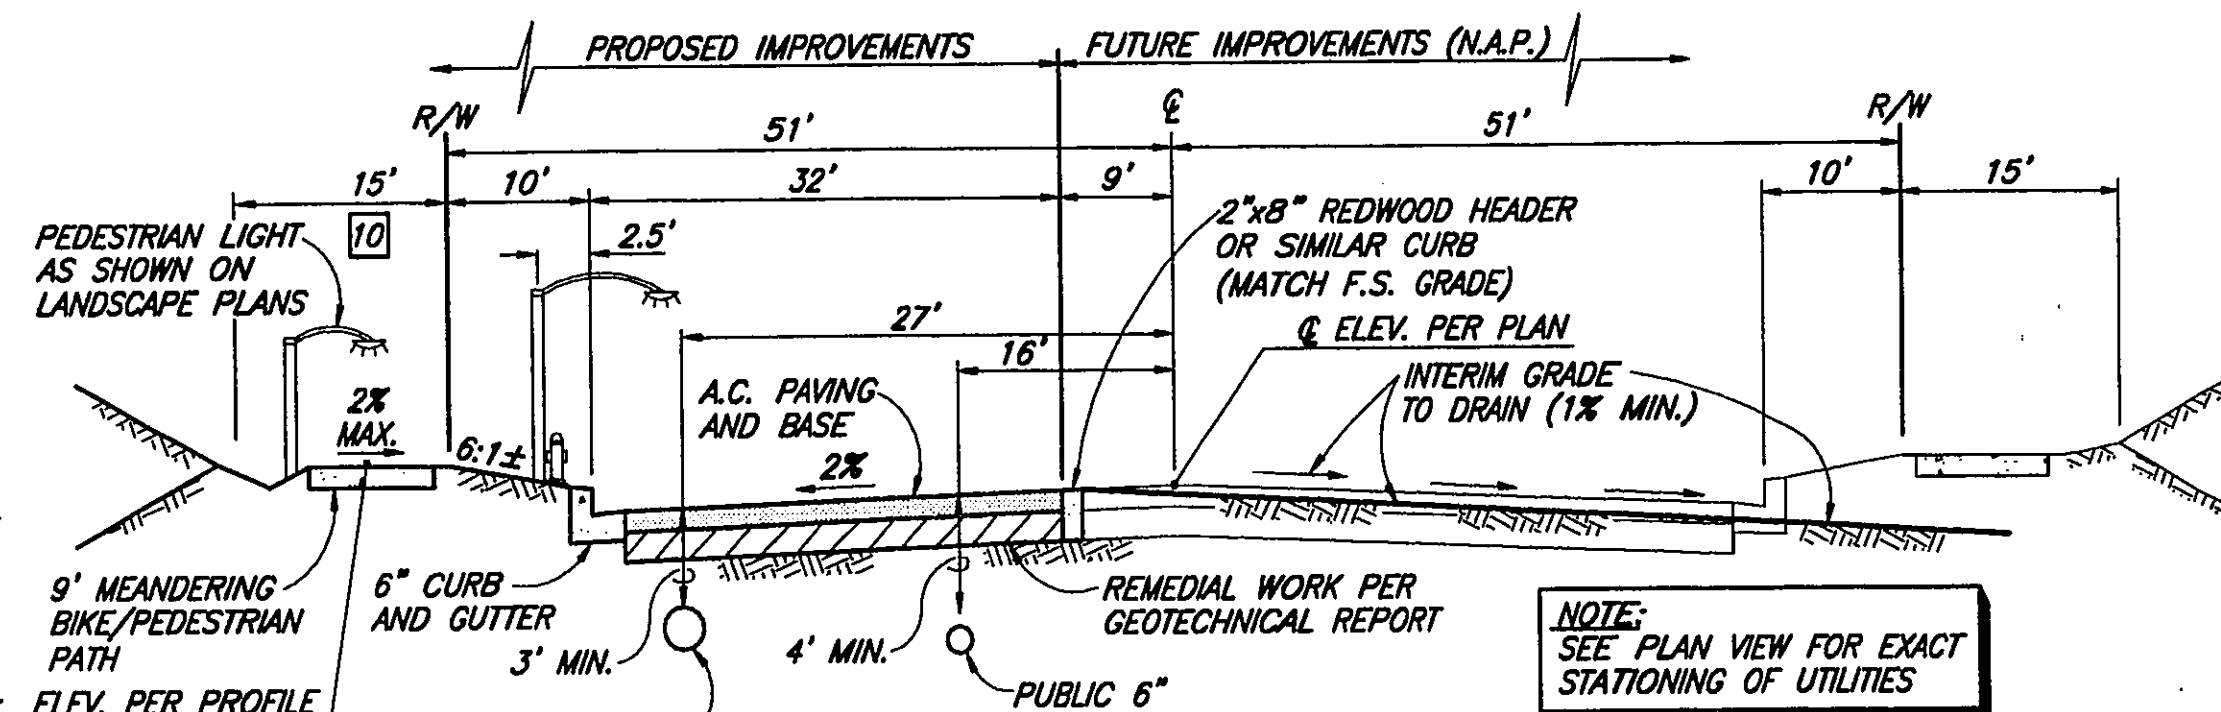 PROPOSED IMPROVEMENTS
FUTURE IMPROVEMENTS (N.A.P.)
R/W
℄
R/W
51'
51'
15'
10'
32'
9'
10'
15'
PEDESTRIAN LIGHT
AS SHOWN ON
LANDSCAPE PLANS
10
2.5'
2"x8" REDWOOD HEADER
OR SIMILAR CURB
(MATCH F.S. GRADE)
27'
℄ ELEV. PER PLAN
16'
2%
MAX.
6:1±
A.C. PAVING
AND BASE
2%
INTERIM GRADE
TO DRAIN (1% MIN.)
9' MEANDERING
BIKE/PEDESTRIAN
PATH
6" CURB
AND GUTTER
3' MIN.
4' MIN.
REMEDIAL WORK PER
GEOTECHNICAL REPORT
PUBLIC 6"
NOTE:
SEE PLAN VIEW FOR EXACT
STATIONING OF UTILITIES
ELEV. PER PROFILE